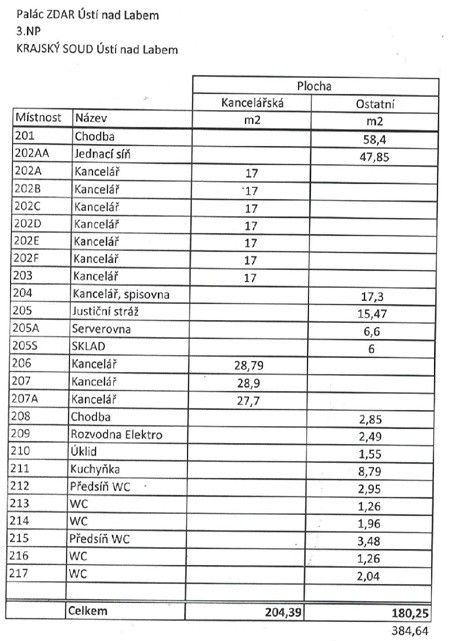 Palác ZDAR Ústí nad Labem
3.NP
KRAJSKÝ SOUD Ústí nad Labem
Plocha
Kancelářská Ostatní
Místnost Název m2 m2
201 Chodba 58,4
202AA Jednací síň 47,85
202A Kancelář 17
202B Kancelář 17
202C Kancelář 17
202D Kancelář 17
202E Kancelář 17
202F Kancelář 17
203 Kancelář 17
204 Kancelář, spisovna 17,3
205 Justiční stráž 15,47
205A Serverovna 6,6
205S SKLAD 6
206 Kancelář 28,79
207 Kancelář 28,9
207A Kancelář 27,7
208 Chodba 2,85
209 Rozvodna Elektro 2,49
210 Úklid 1,55
211 Kuchyňka 8,79
212 Předsíň WC 2,95
213 WC 1,26
214 WC 1,96
215 Předsíň WC 3,48
216 WC 1,26
217 WC 2,04
Celkem 204,39 180,25
384,64